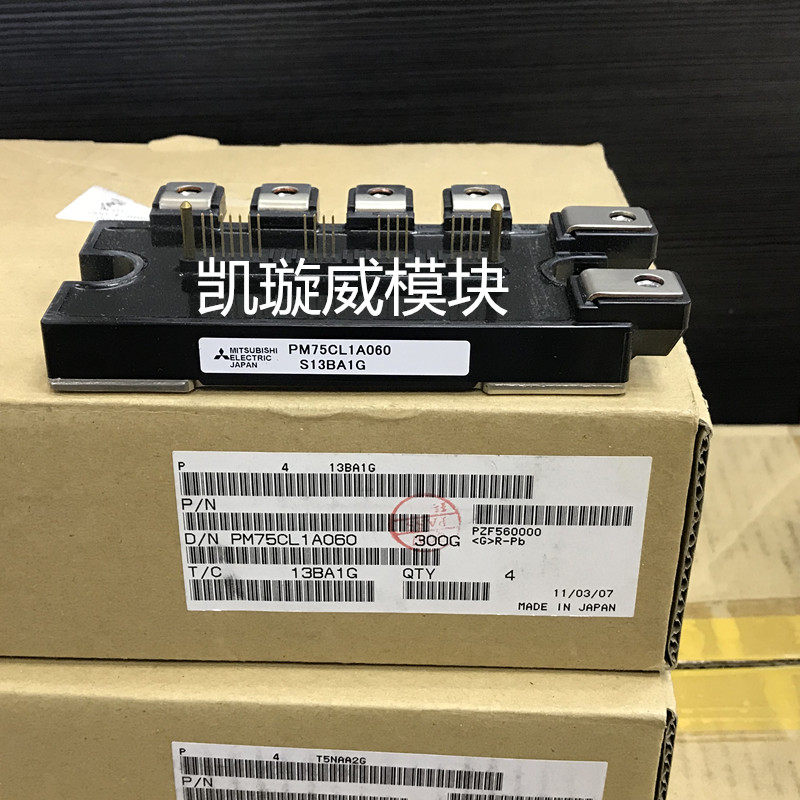 凯璇威模块
MITSUBISHI
ELECTRIC
JAPAN
PM75CL1A060
S13BA1G
P 4 13BA1G
P/N
D/N PM75CL1A060 300G
PZF560000
<G>R-Pb
T/C 13BA1G QTY 4
11/03/07
MADE IN JAPAN
P 4 T5NAA2G
P/N